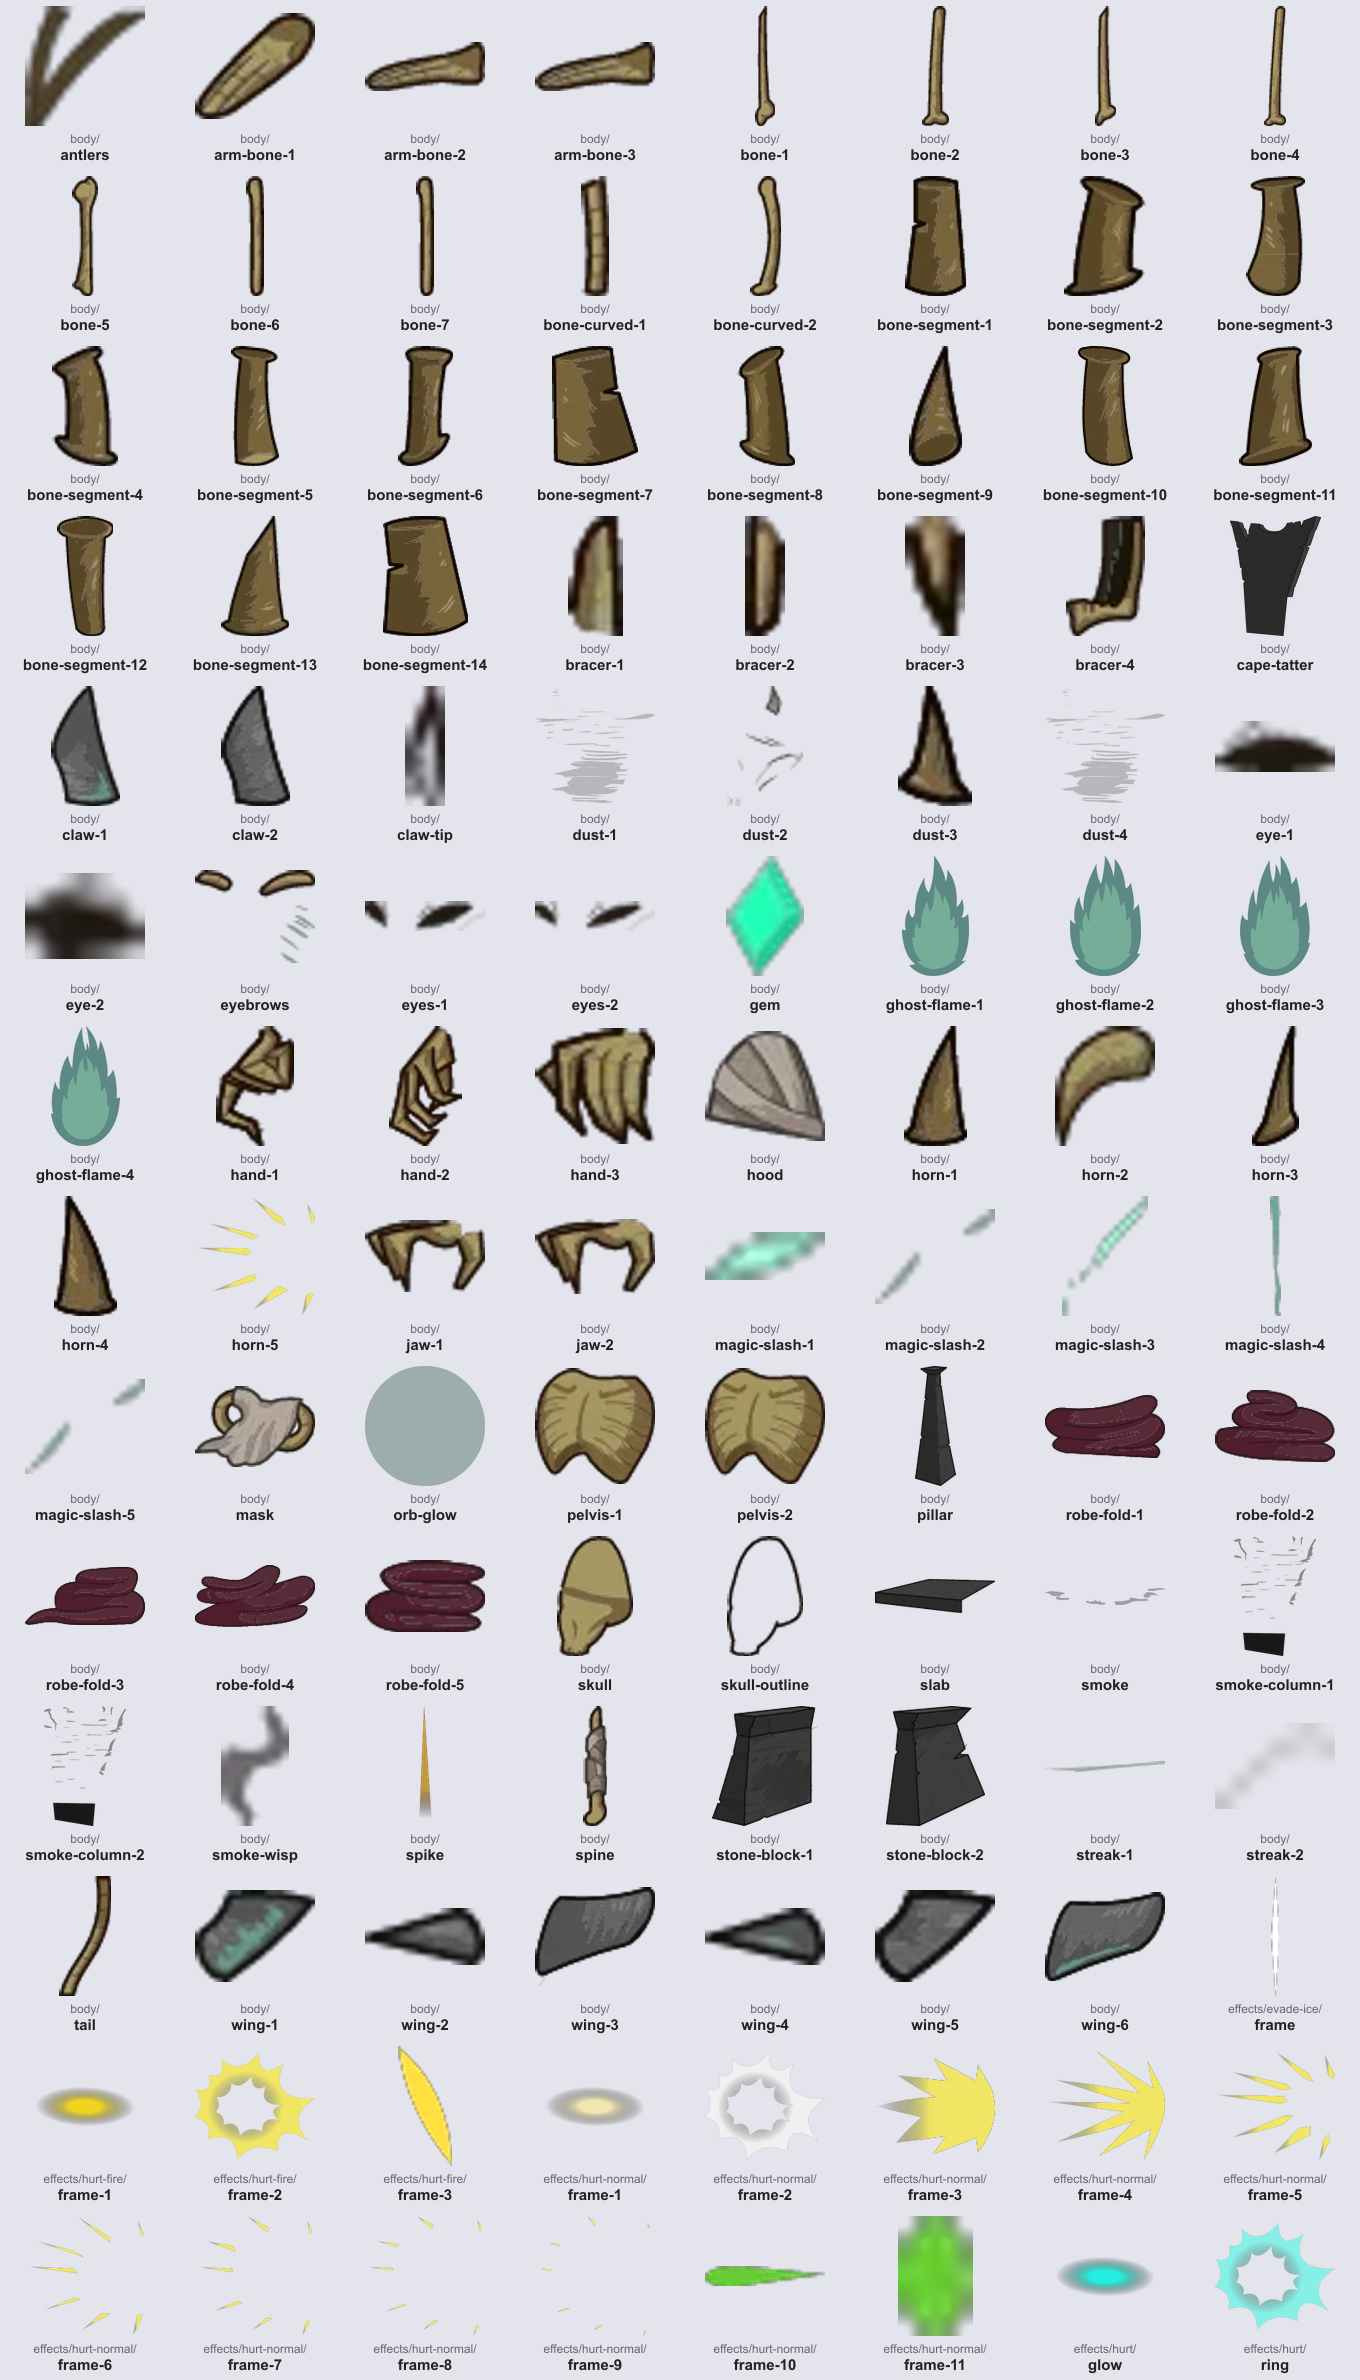 body/ body/ body/ body/ body/ body/ body/ body/
antlers arm-bone-1 arm-bone-2 arm-bone-3 bone-1 bone-2 bone-3 bone-4
body/ body/ body/ body/ body/ body/ body/ body/
bone-5 bone-6 bone-7 bone-curved-1 bone-curved-2 bone-segment-1 bone-segment-2 bone-segment-3
body/ body/ body/ body/ body/ body/ body/ body/
bone-segment-4 bone-segment-5 bone-segment-6 bone-segment-7 bone-segment-8 bone-segment-9 bone-segment-10 bone-segment-11
body/ body/ body/ body/ body/ body/ body/ body/
bone-segment-12 bone-segment-13 bone-segment-14 bracer-1 bracer-2 bracer-3 bracer-4 cape-tatter
body/ body/ body/ body/ body/ body/ body/ body/
claw-1 claw-2 claw-tip dust-1 dust-2 dust-3 dust-4 eye-1
body/ body/ body/ body/ body/ body/ body/ body/
eye-2 eyebrows eyes-1 eyes-2 gem ghost-flame-1 ghost-flame-2 ghost-flame-3
body/ body/ body/ body/ body/ body/ body/ body/
ghost-flame-4 hand-1 hand-2 hand-3 hood horn-1 horn-2 horn-3
body/ body/ body/ body/ body/ body/ body/ body/
horn-4 horn-5 jaw-1 jaw-2 magic-slash-1 magic-slash-2 magic-slash-3 magic-slash-4
body/ body/ body/ body/ body/ body/ body/ body/
magic-slash-5 mask orb-glow pelvis-1 pelvis-2 pillar robe-fold-1 robe-fold-2
body/ body/ body/ body/ body/ body/ body/ body/
robe-fold-3 robe-fold-4 robe-fold-5 skull skull-outline slab smoke smoke-column-1
body/ body/ body/ body/ body/ body/ body/ body/
smoke-column-2 smoke-wisp spike spine stone-block-1 stone-block-2 streak-1 streak-2
body/ body/ body/ body/ body/ body/ body/ effects/evade-ice/
tail wing-1 wing-2 wing-3 wing-4 wing-5 wing-6 frame
effects/hurt-fire/ effects/hurt-fire/ effects/hurt-fire/ effects/hurt-normal/ effects/hurt-normal/ effects/hurt-normal/ effects/hurt-normal/ effects/hurt-normal/
frame-1 frame-2 frame-3 frame-1 frame-2 frame-3 frame-4 frame-5
effects/hurt-normal/ effects/hurt-normal/ effects/hurt-normal/ effects/hurt-normal/ effects/hurt-normal/ effects/hurt-normal/ effects/hurt/ effects/hurt/
frame-6 frame-7 frame-8 frame-9 frame-10 frame-11 glow ring